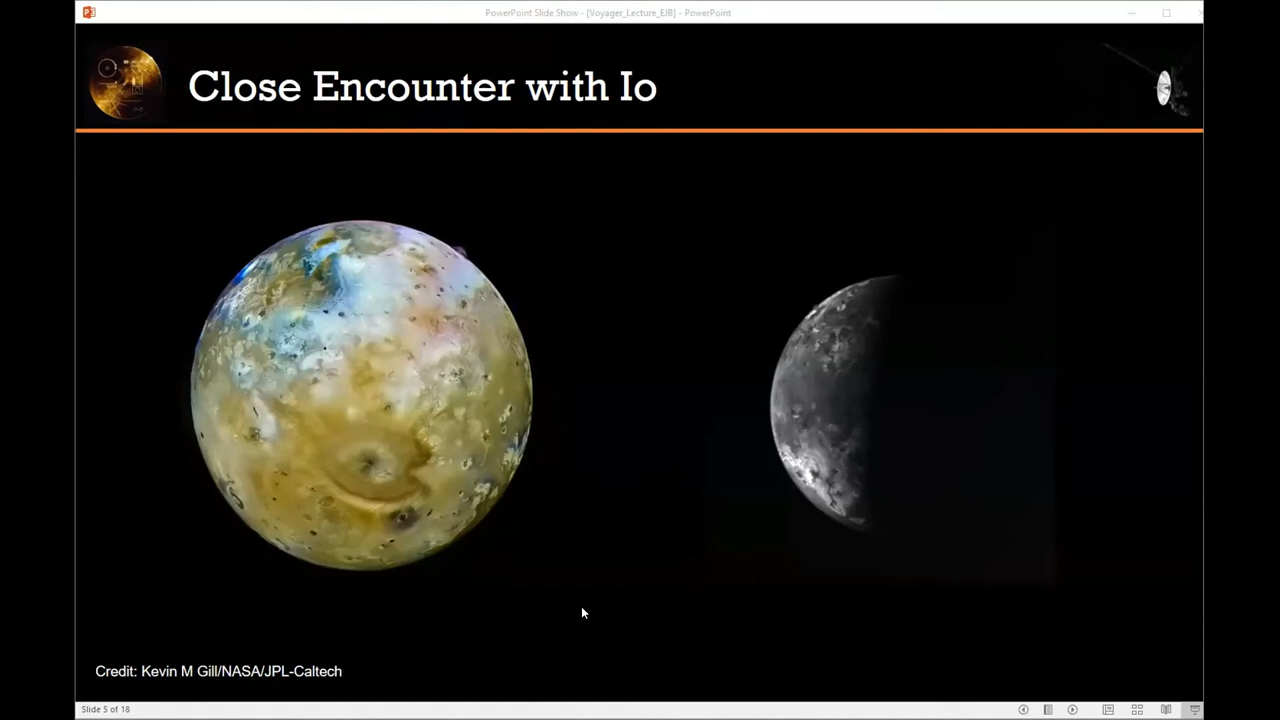 PowerPoint Slide Show - [Voyager_Lecture_EJB] - PowerPoint
Close Encounter with Io
Credit: Kevin M Gill/NASA/JPL-Caltech
Slide 5 of 18